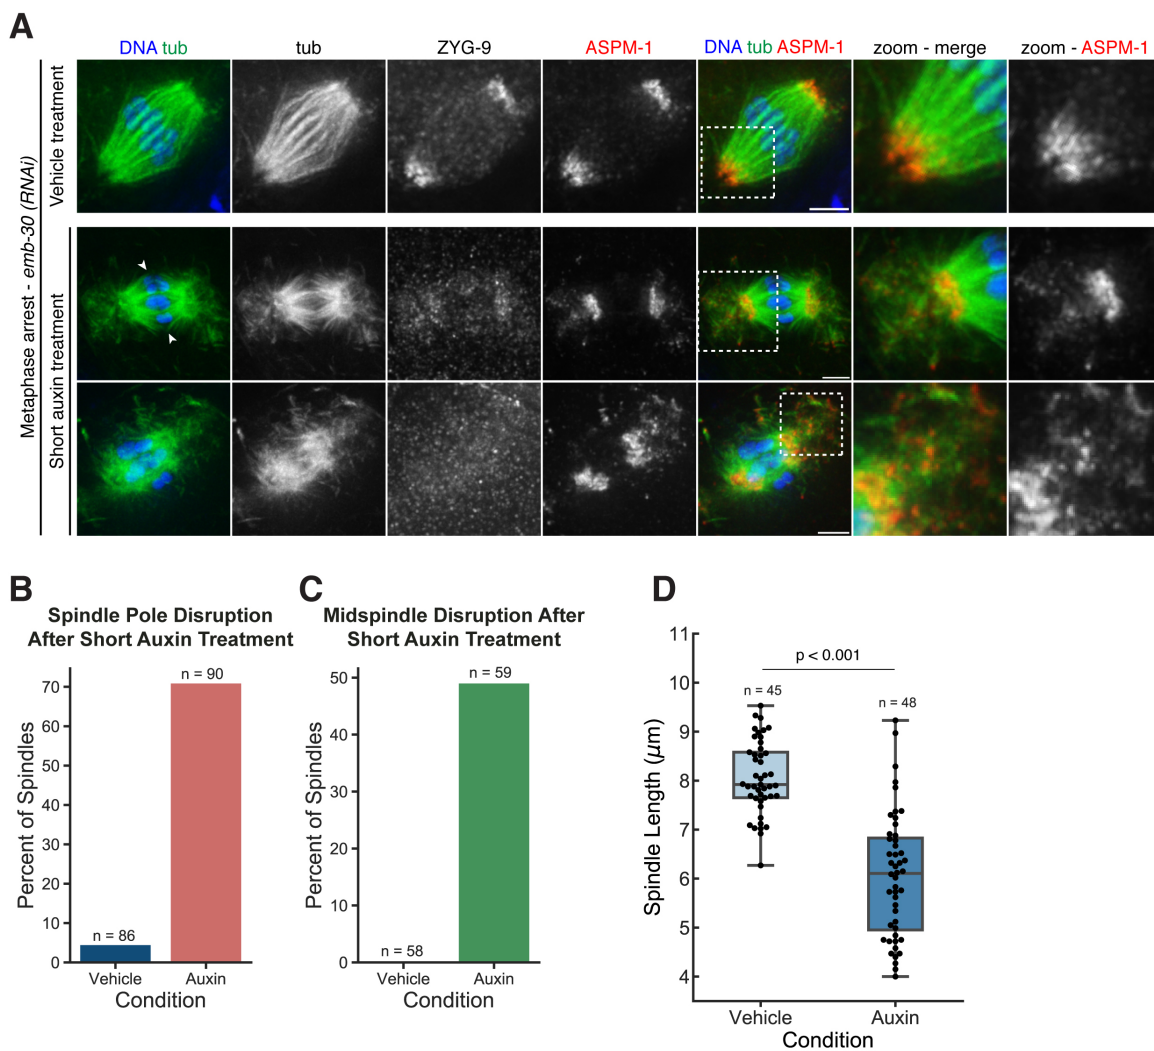 A
DNA tub
tub
ZYG-9
ASPM-1
DNA tub ASPM-1
zoom - merge
zoom - ASPM-1
Metaphase arrest - emb-30 (RNAi)
Vehicle treatment
Short auxin treatment
B
Spindle Pole Disruption
After Short Auxin Treatment
Percent of Spindles
70
60
50
40
30
20
10
0
n = 86
n = 90
Vehicle
Auxin
Condition
C
Midspindle Disruption After
Short Auxin Treatment
Percent of Spindles
50
40
30
20
10
0
n = 58
n = 59
Vehicle
Auxin
Condition
D
Spindle Length (μm)
11
10
9
8
7
6
5
4
p < 0.001
n = 45
n = 48
Vehicle
Auxin
Condition